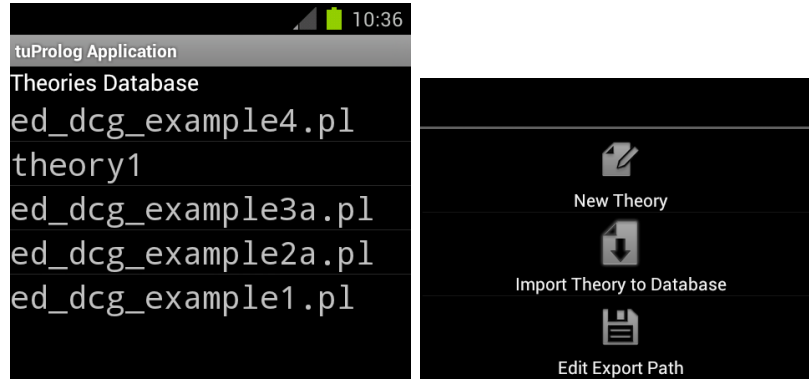 10:36
tuProlog Application
Theories Database
ed_dcg_example4.pl
theory1
ed_dcg_example3a.pl
ed_dcg_example2a.pl
ed_dcg_example1.pl
New Theory
Import Theory to Database
Edit Export Path